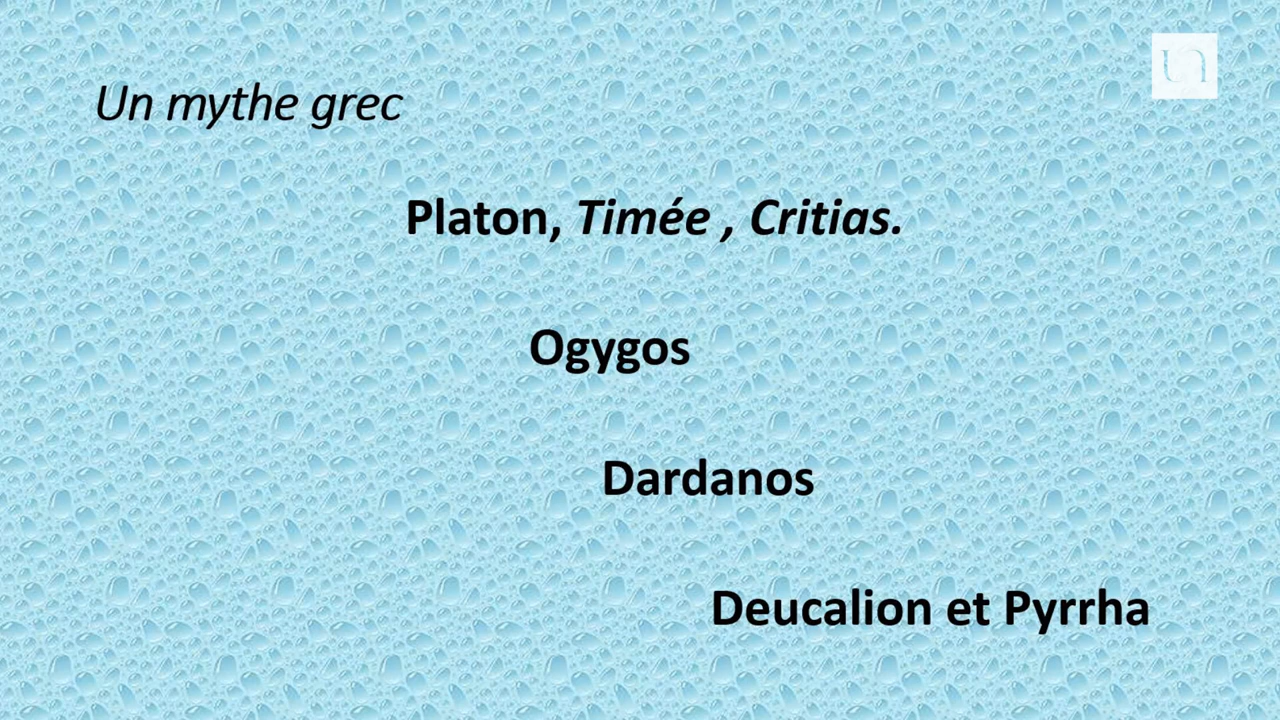 Un mythe grec
Platon, Timée , Critias.
Ogygos
Dardanos
Deucalion et Pyrrha